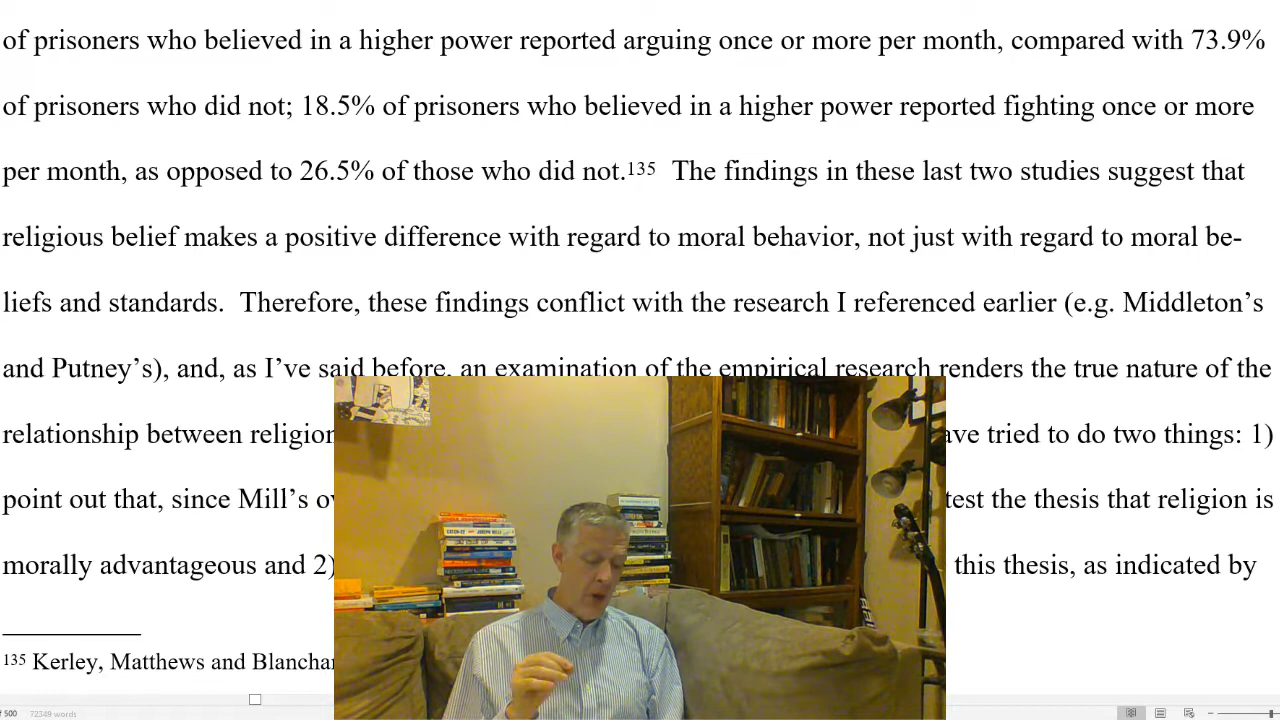 of prisoners who believed in a higher power reported arguing once or more per month, compared with 73.9%
of prisoners who did not; 18.5% of prisoners who believed in a higher power reported fighting once or more
per month, as opposed to 26.5% of those who did not.135 The findings in these last two studies suggest that
religious belief makes a positive difference with regard to moral behavior, not just with regard to moral be-
liefs and standards. Therefore, these findings conflict with the research I referenced earlier (e.g. Middleton's
and Putney's), and, as I've said before, an examination of the empirical research renders the true nature of the
relationship between religion ave tried to do two things: 1)
point out that, since Mill's test the thesis that religion is
morally advantageous and 2) this thesis, as indicated by
135 Kerley, Matthews and Blanchar
of 500 72349 words